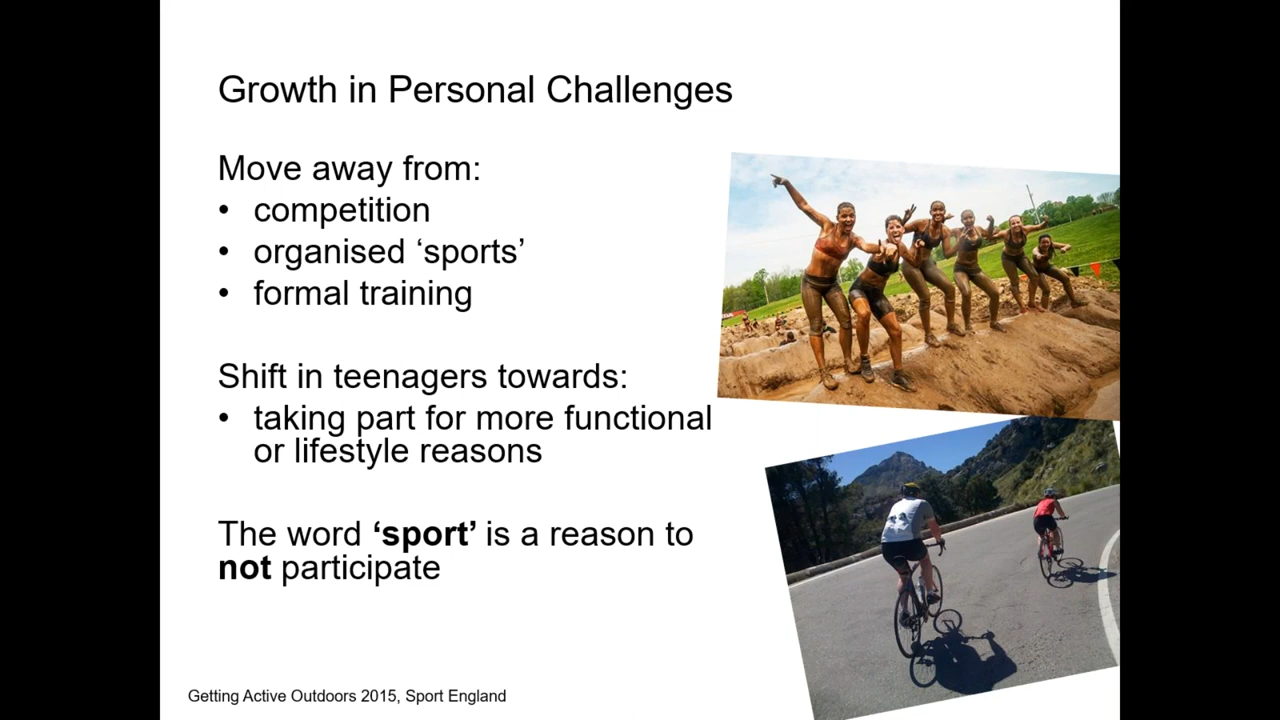 Growth in Personal Challenges
Move away from:
• competition
• organised ‘sports’
• formal training
Shift in teenagers towards:
• taking part for more functional
or lifestyle reasons
The word ‘sport’ is a reason to
not participate
Getting Active Outdoors 2015, Sport England